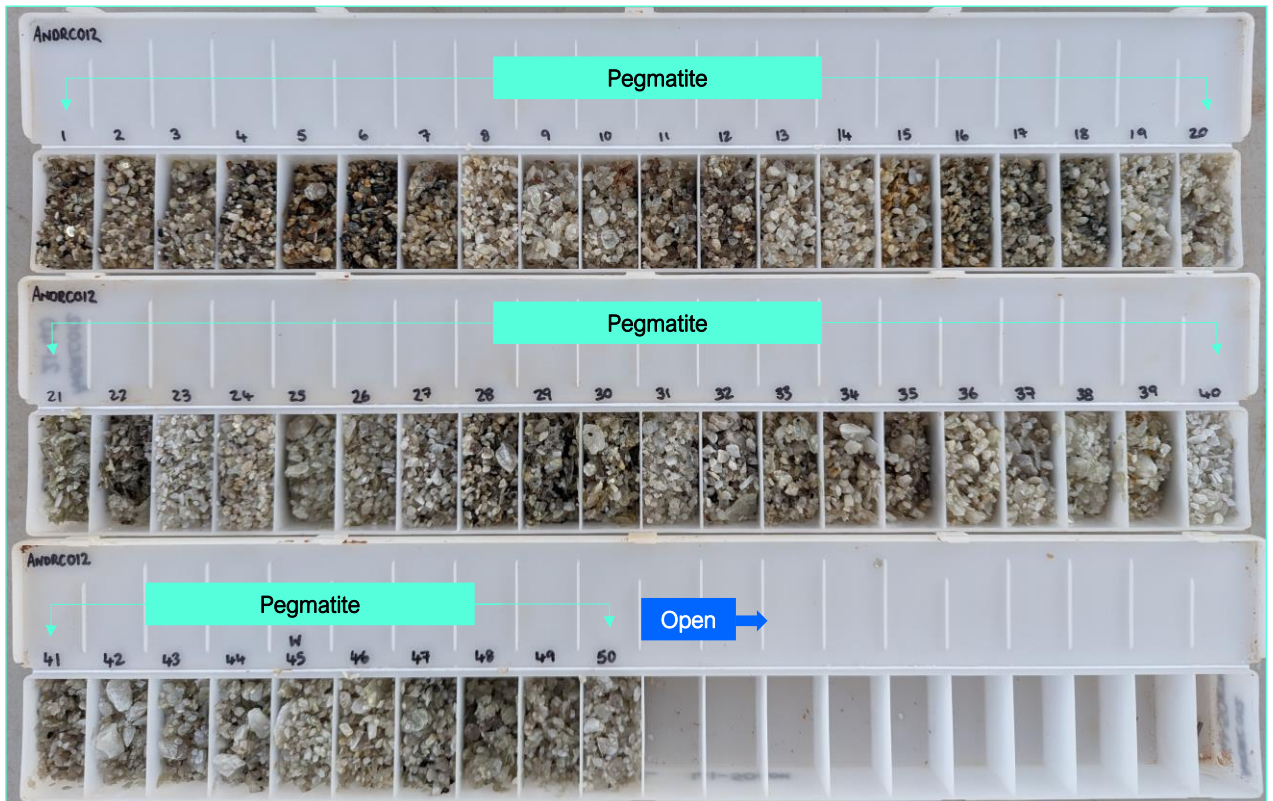 ANDRC012
Pegmatite
1 2 3 4 5 6 7 8 9 10 11 12 13 14 15 16 17 18 19 20
ANDRC012
Pegmatite
21 22 23 24 25 26 27 28 29 30 31 32 33 34 35 36 37 38 39 40
ANDRC012
Pegmatite
Open
W
41 42 43 44 45 46 47 48 49 50